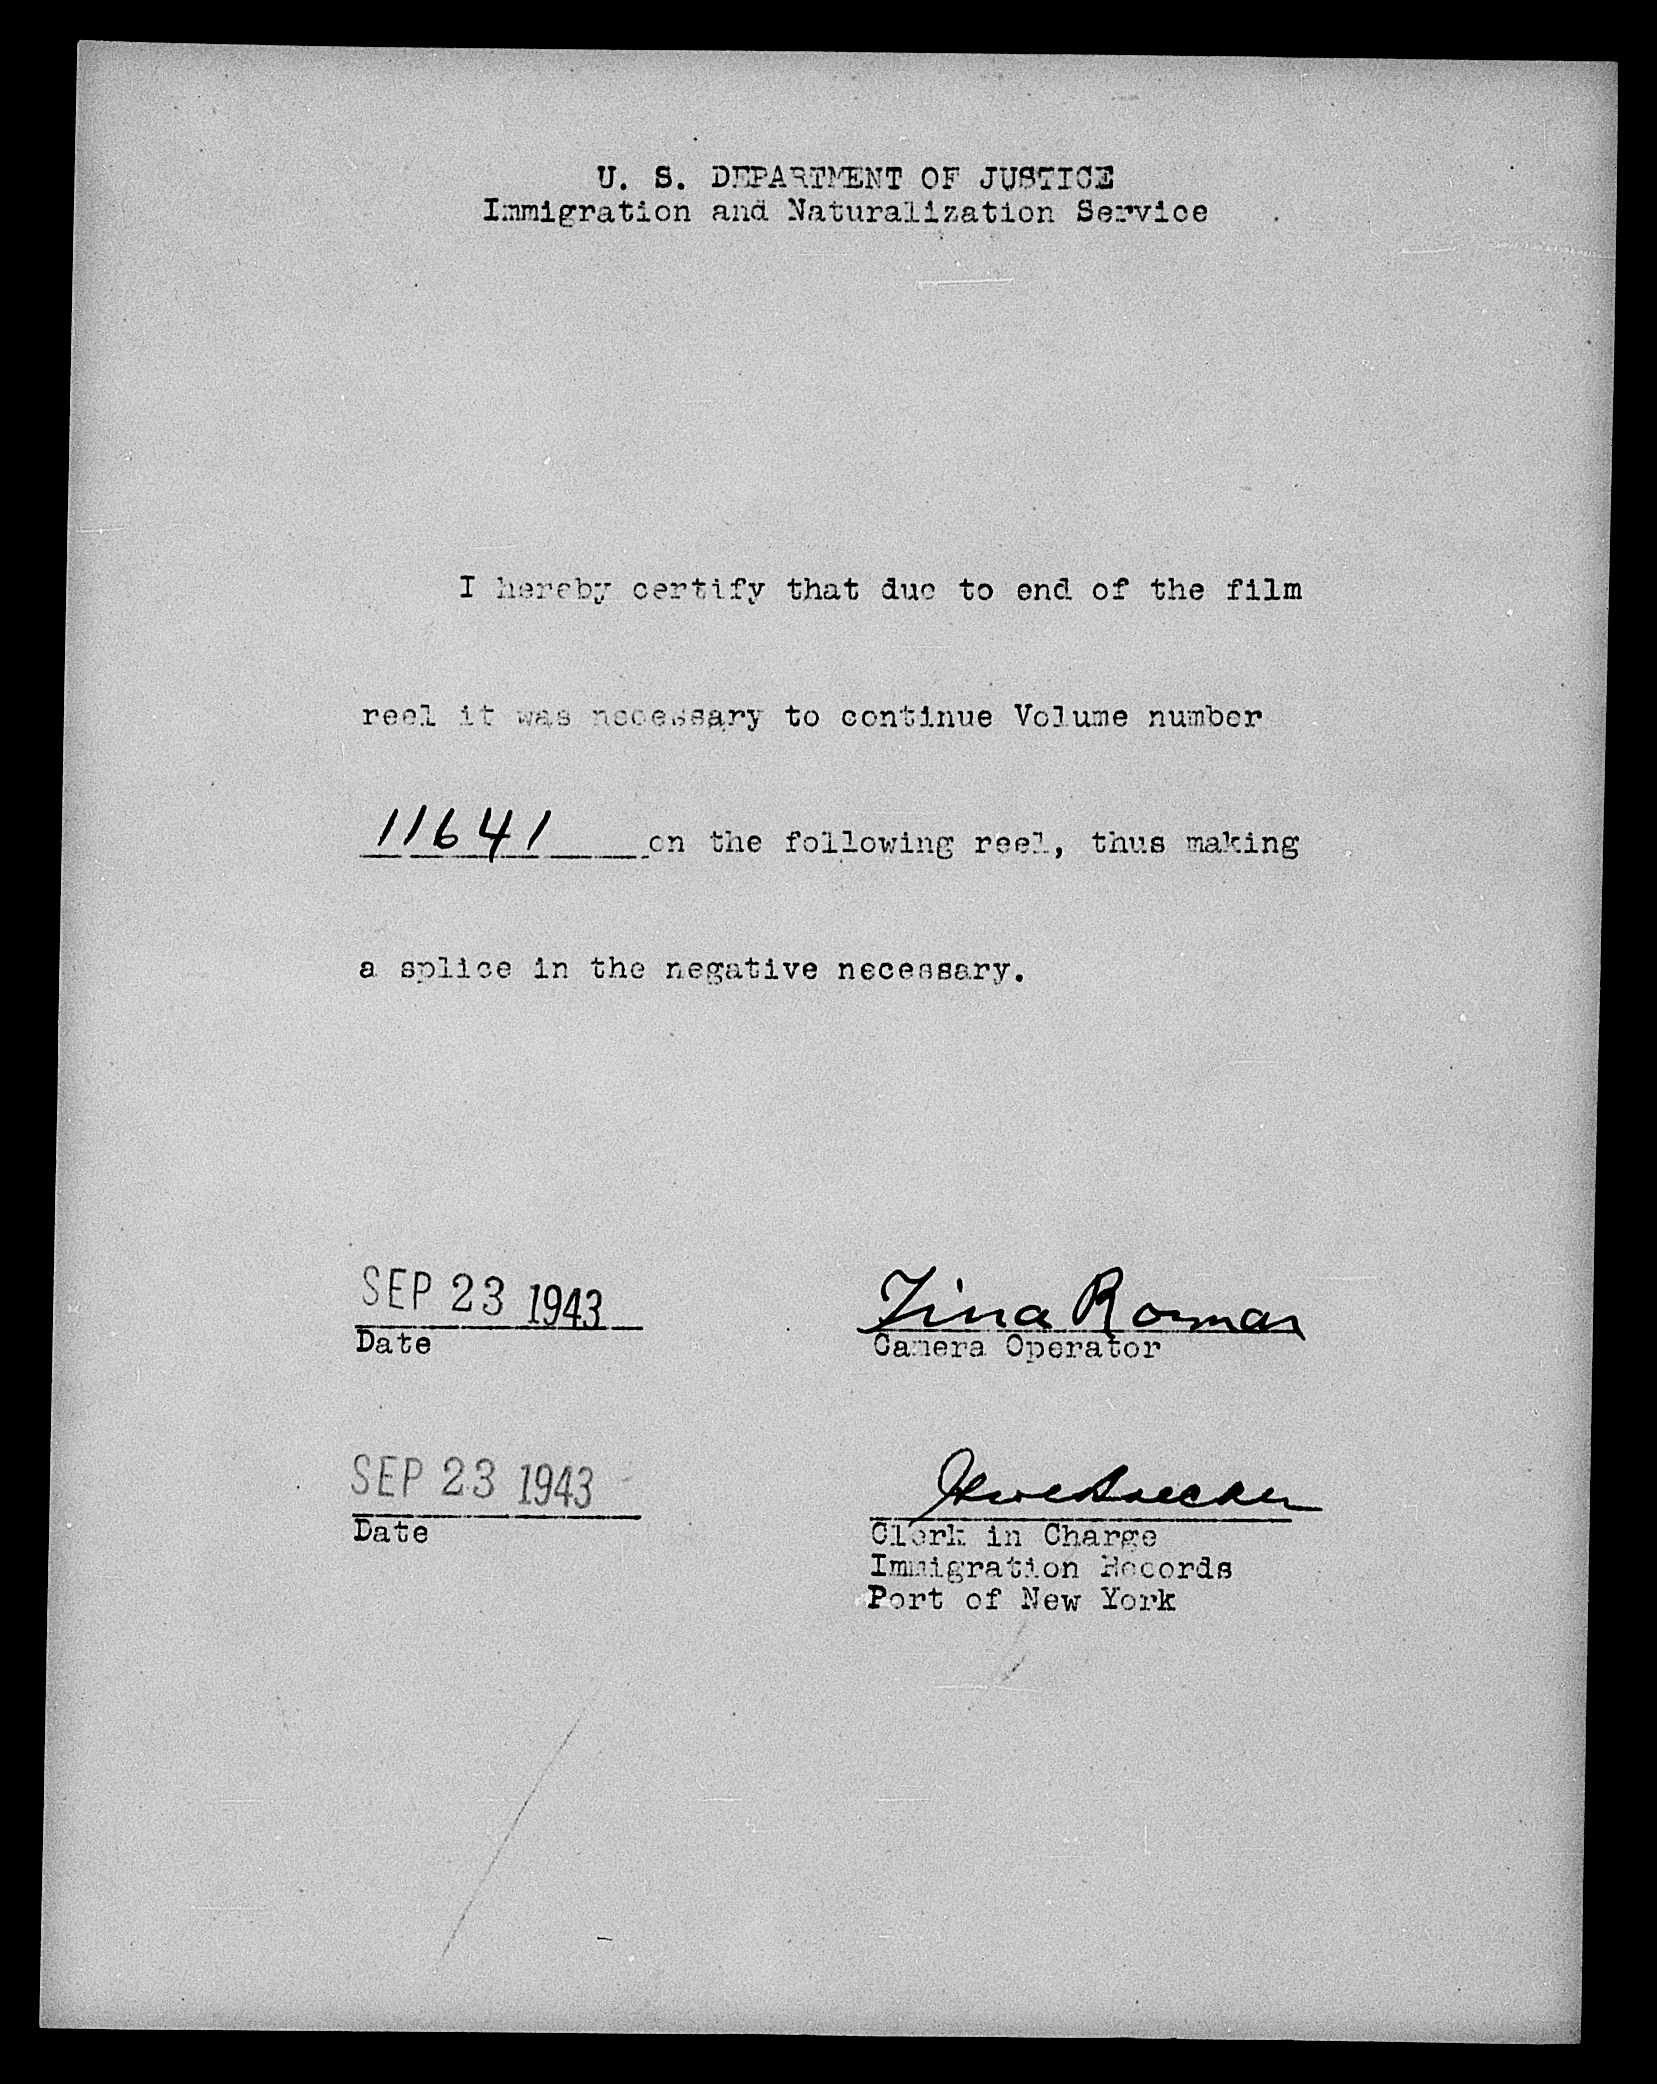 U. S. DEPARTMENT OF JUSTICE
Immigration and Naturalization Service
I hereby certify that due to end of the film
reel it was necessary to continue Volume number
11641 on the following reel, thus making
a splice in the negative necessary.
SEP 23 1943
Date
Tina Roman
Camera Operator
SEP 23 1943
Date
Clerk in Charge
Immigration Records
Port of New York